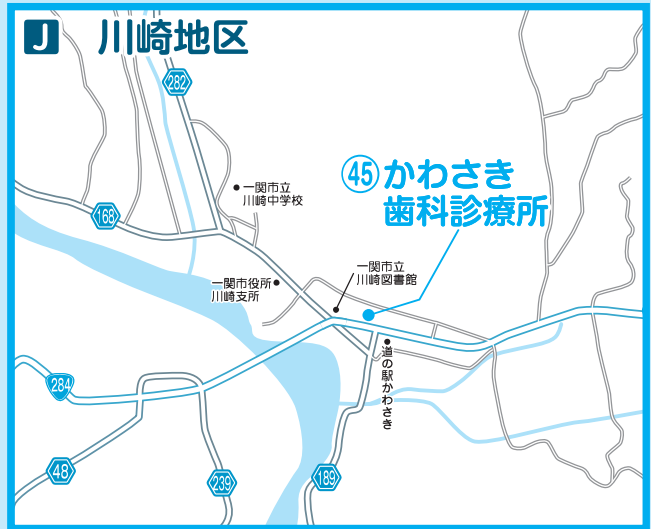 J 川崎地区
282
一関市立
川崎中学校
㊺かわさき
歯科診療所
168
一関市役所
川崎支所
一関市立
川崎図書館
道の駅かわさき
284
48
239
189